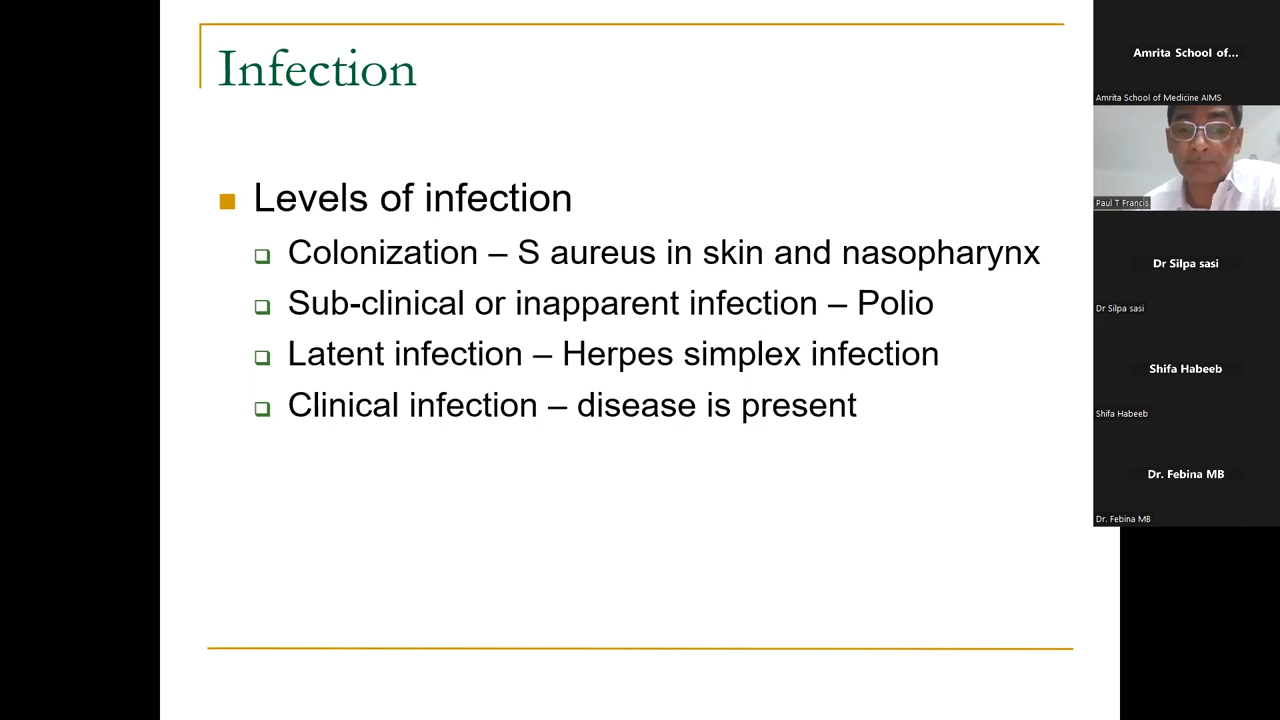 Infection
Levels of infection
Colonization – S aureus in skin and nasopharynx
Sub-clinical or inapparent infection – Polio
Latent infection – Herpes simplex infection
Clinical infection – disease is present
Amrita School of...
Amrita School of Medicine AIMS
Paul T Francis
Dr Silpa sasi
Dr Silpa sasi
Shifa Habeeb
Shifa Habeeb
Dr. Febina MB
Dr. Febina MB